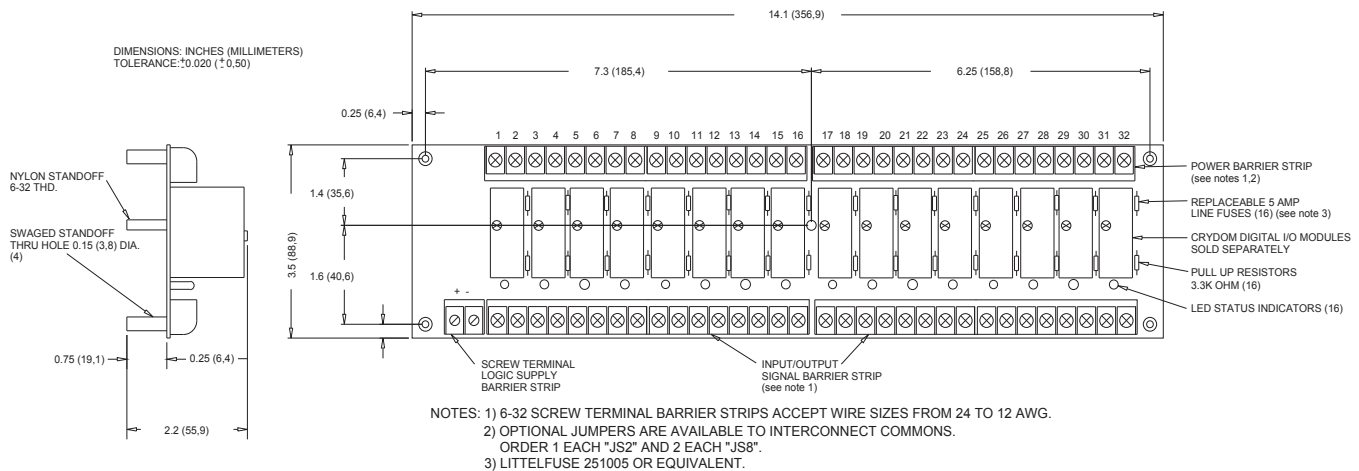 14.1 (356,9)
DIMENSIONS: INCHES (MILLIMETERS)
TOLERANCE:±0.020 (±0,50)
7.3 (185,4)
6.25 (158,8)
0.25 (6,4)
1 2 3 4 5 6 7 8 9 10 11 12 13 14 15 16 17 18 19 20 21 22 23 24 25 26 27 28 29 30 31 32
NYLON STANDOFF
6-32 THD.
SWAGED STANDOFF
THRU HOLE 0.15 (3,8) DIA.
(4)
0.75 (19,1)
0.25 (6,4)
2.2 (55,9)
3.5 (88,9)
1.4 (35,6)
1.6 (40,6)
+ -
POWER BARRIER STRIP
(see notes 1,2)
REPLACEABLE 5 AMP
LINE FUSES (16) (see note 3)
CRYDOM DIGITAL I/O MODULES
SOLD SEPARATELY
PULL UP RESISTORS
3.3K OHM (16)
LED STATUS INDICATORS (16)
SCREW TERMINAL
LOGIC SUPPLY
BARRIER STRIP
INPUT/OUTPUT
SIGNAL BARRIER STRIP
(see note 1)
NOTES: 1) 6-32 SCREW TERMINAL BARRIER STRIPS ACCEPT WIRE SIZES FROM 24 TO 12 AWG.
2) OPTIONAL JUMPERS ARE AVAILABLE TO INTERCONNECT COMMONS.
ORDER 1 EACH "JS2" AND 2 EACH "JS8".
3) LITTELFUSE 251005 OR EQUIVALENT.